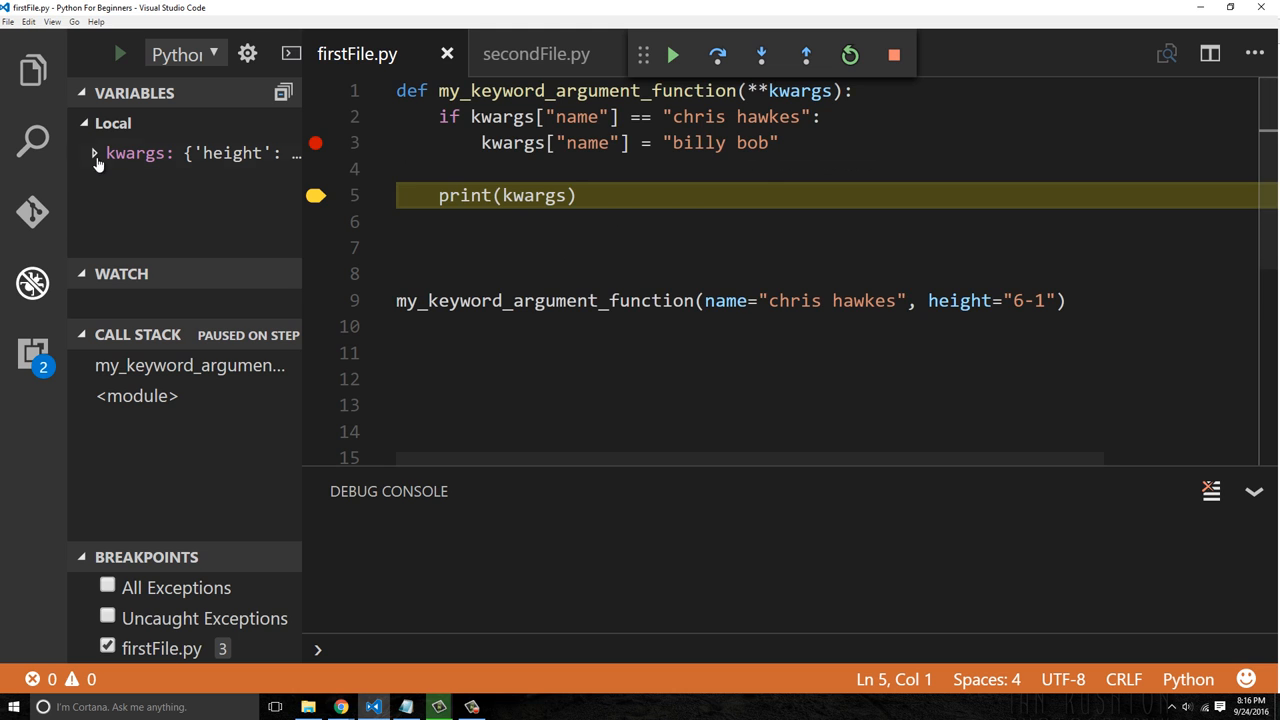 firstFile.py - Python For Beginners - Visual Studio Code
File Edit View Go Help
Python
firstFile.py
secondFile.py
VARIABLES
Local
kwargs: {'height': …
WATCH
CALL STACK PAUSED ON STEP
my_keyword_argumen...
<module>
BREAKPOINTS
All Exceptions
Uncaught Exceptions
firstFile.py 3
2
1 def my_keyword_argument_function(**kwargs):
2 if kwargs["name"] == "chris hawkes":
3 kwargs["name"] = "billy bob"
4
5 print(kwargs)
6
7
8
9 my_keyword_argument_function(name="chris hawkes", height="6-1")
10
11
12
13
14
15
DEBUG CONSOLE
0 0
Ln 5, Col 1 Spaces: 4 UTF-8 CRLF Python
I'm Cortana. Ask me anything.
8:16 PM
9/24/2016